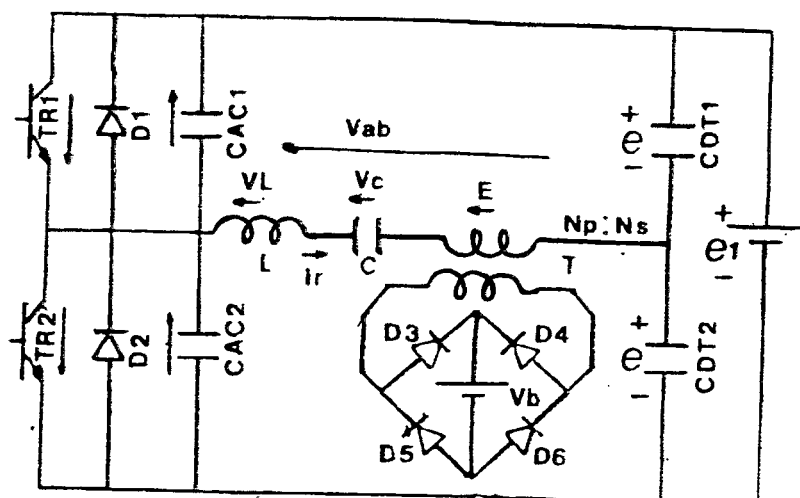 TR1
D1
CAC1
Vab
e
+
-
CDT1
VL
Vc
E
Np:Ns
L
Ir
C
T
+
e1
-
TR2
D2
CAC2
D3
D4
Vb
D5
D6
+
e
-
CDT2